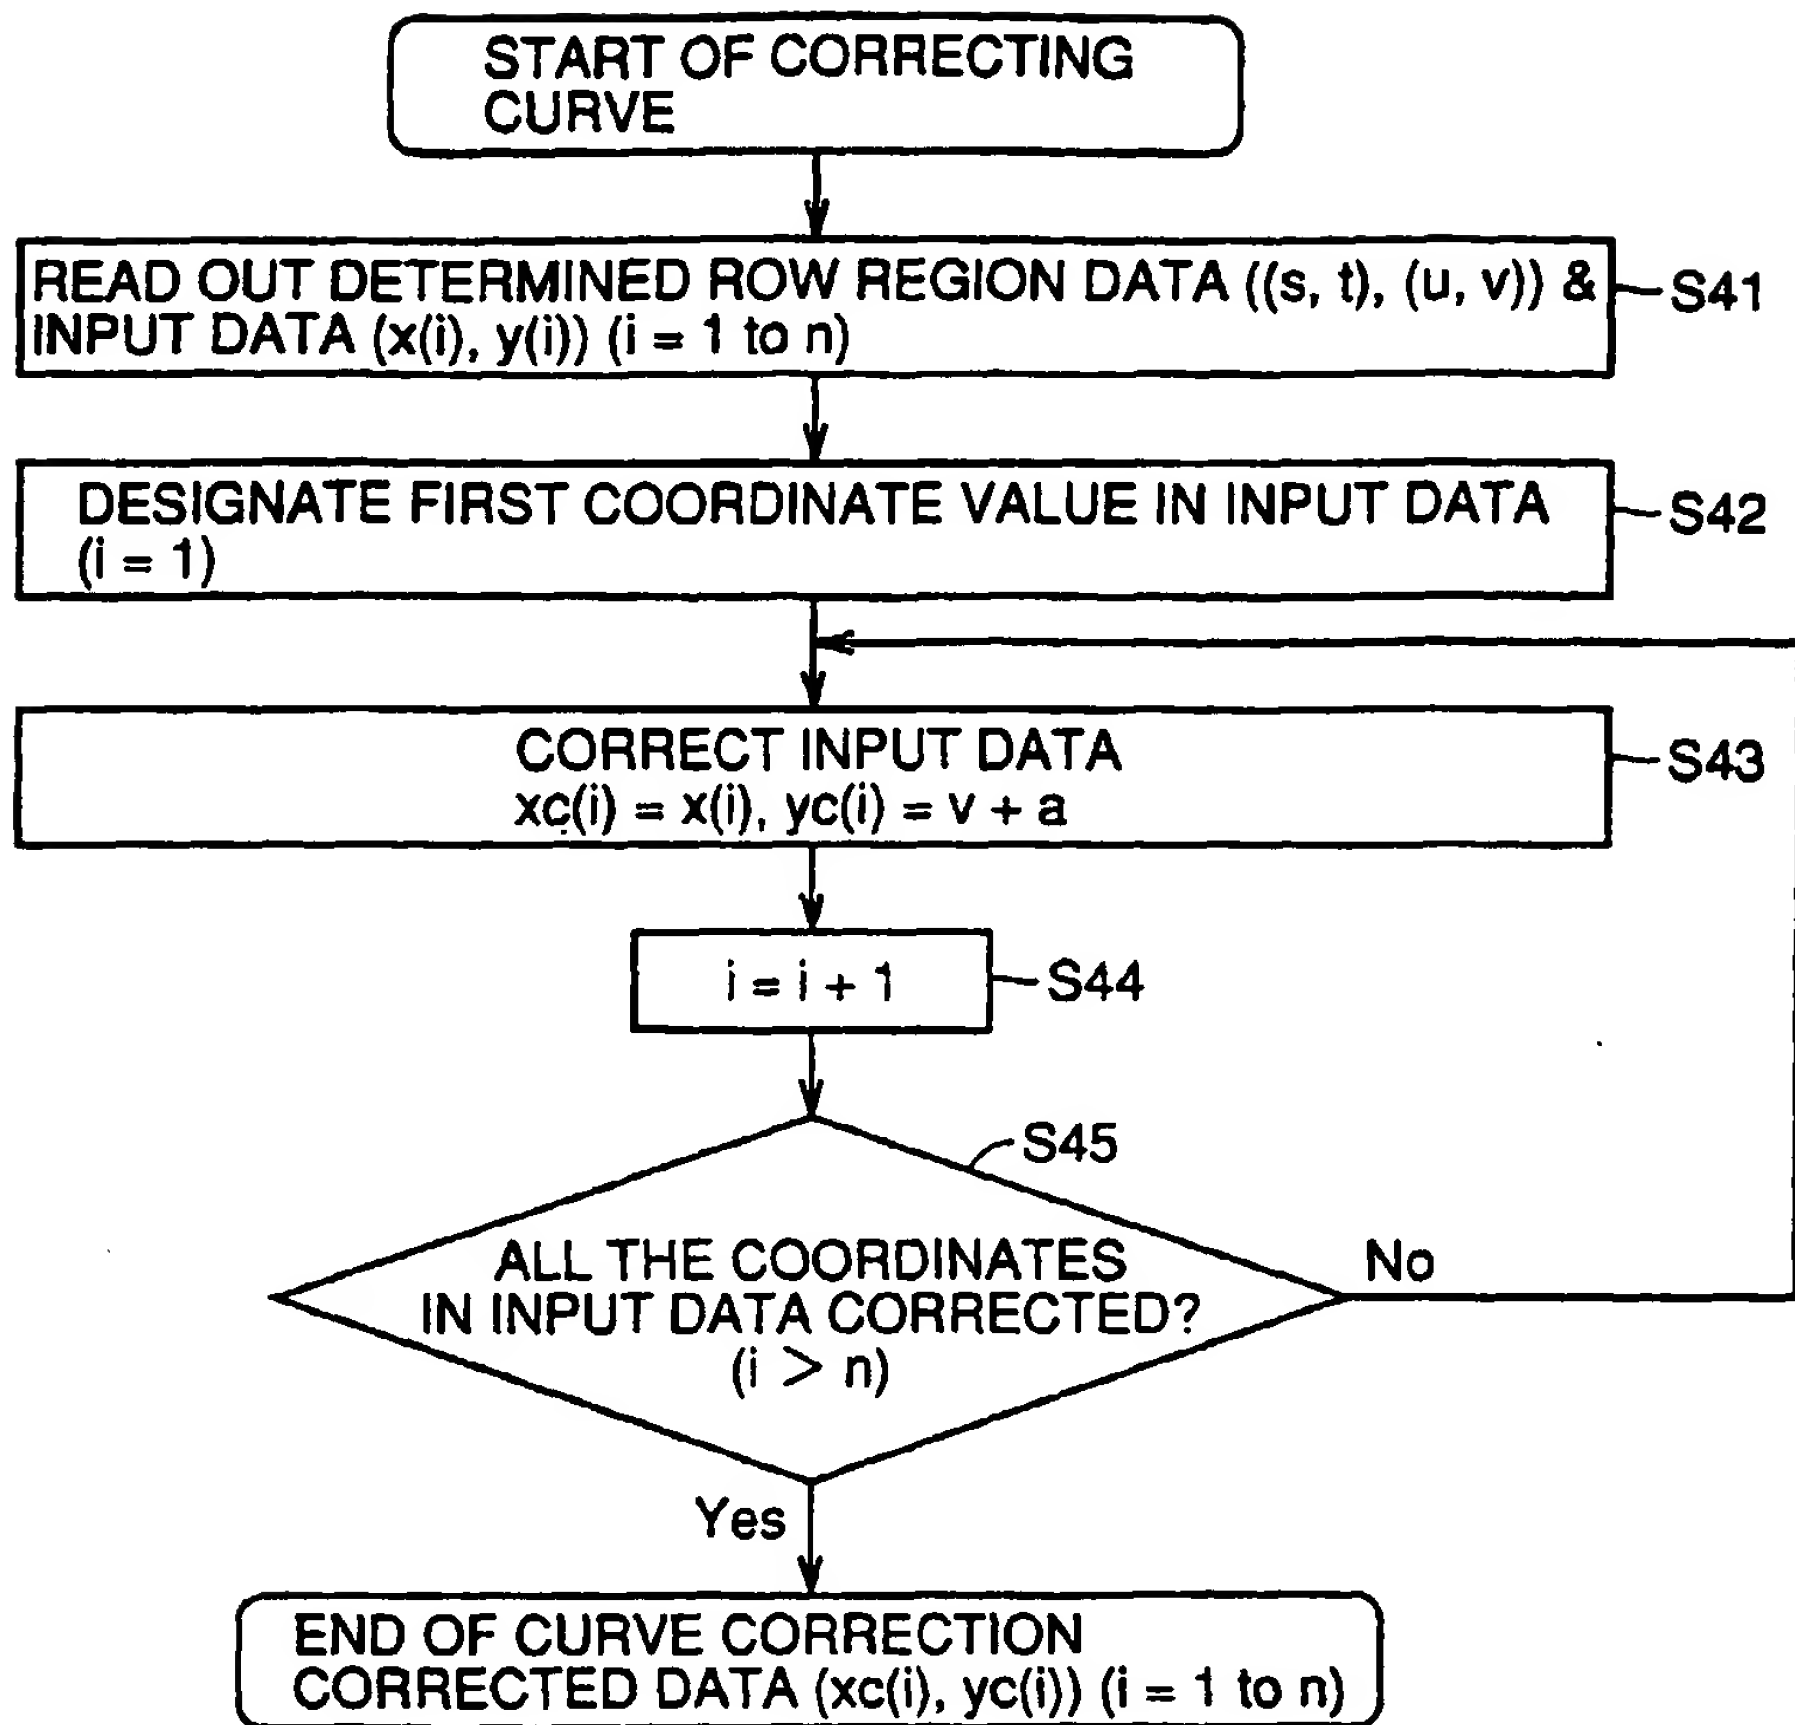 START OF CORRECTING
CURVE
READ OUT DETERMINED ROW REGION DATA ((s, t), (u, v)) &
INPUT DATA (x(i), y(i)) (i = 1 to n)
S41
DESIGNATE FIRST COORDINATE VALUE IN INPUT DATA
(i = 1)
S42
CORRECT INPUT DATA
xc(i) = x(i), yc(i) = v + a
S43
i = i + 1
S44
S45
ALL THE COORDINATES
IN INPUT DATA CORRECTED?
(i > n)
No
Yes
END OF CURVE CORRECTION
CORRECTED DATA (xc(i), yc(i)) (i = 1 to n)